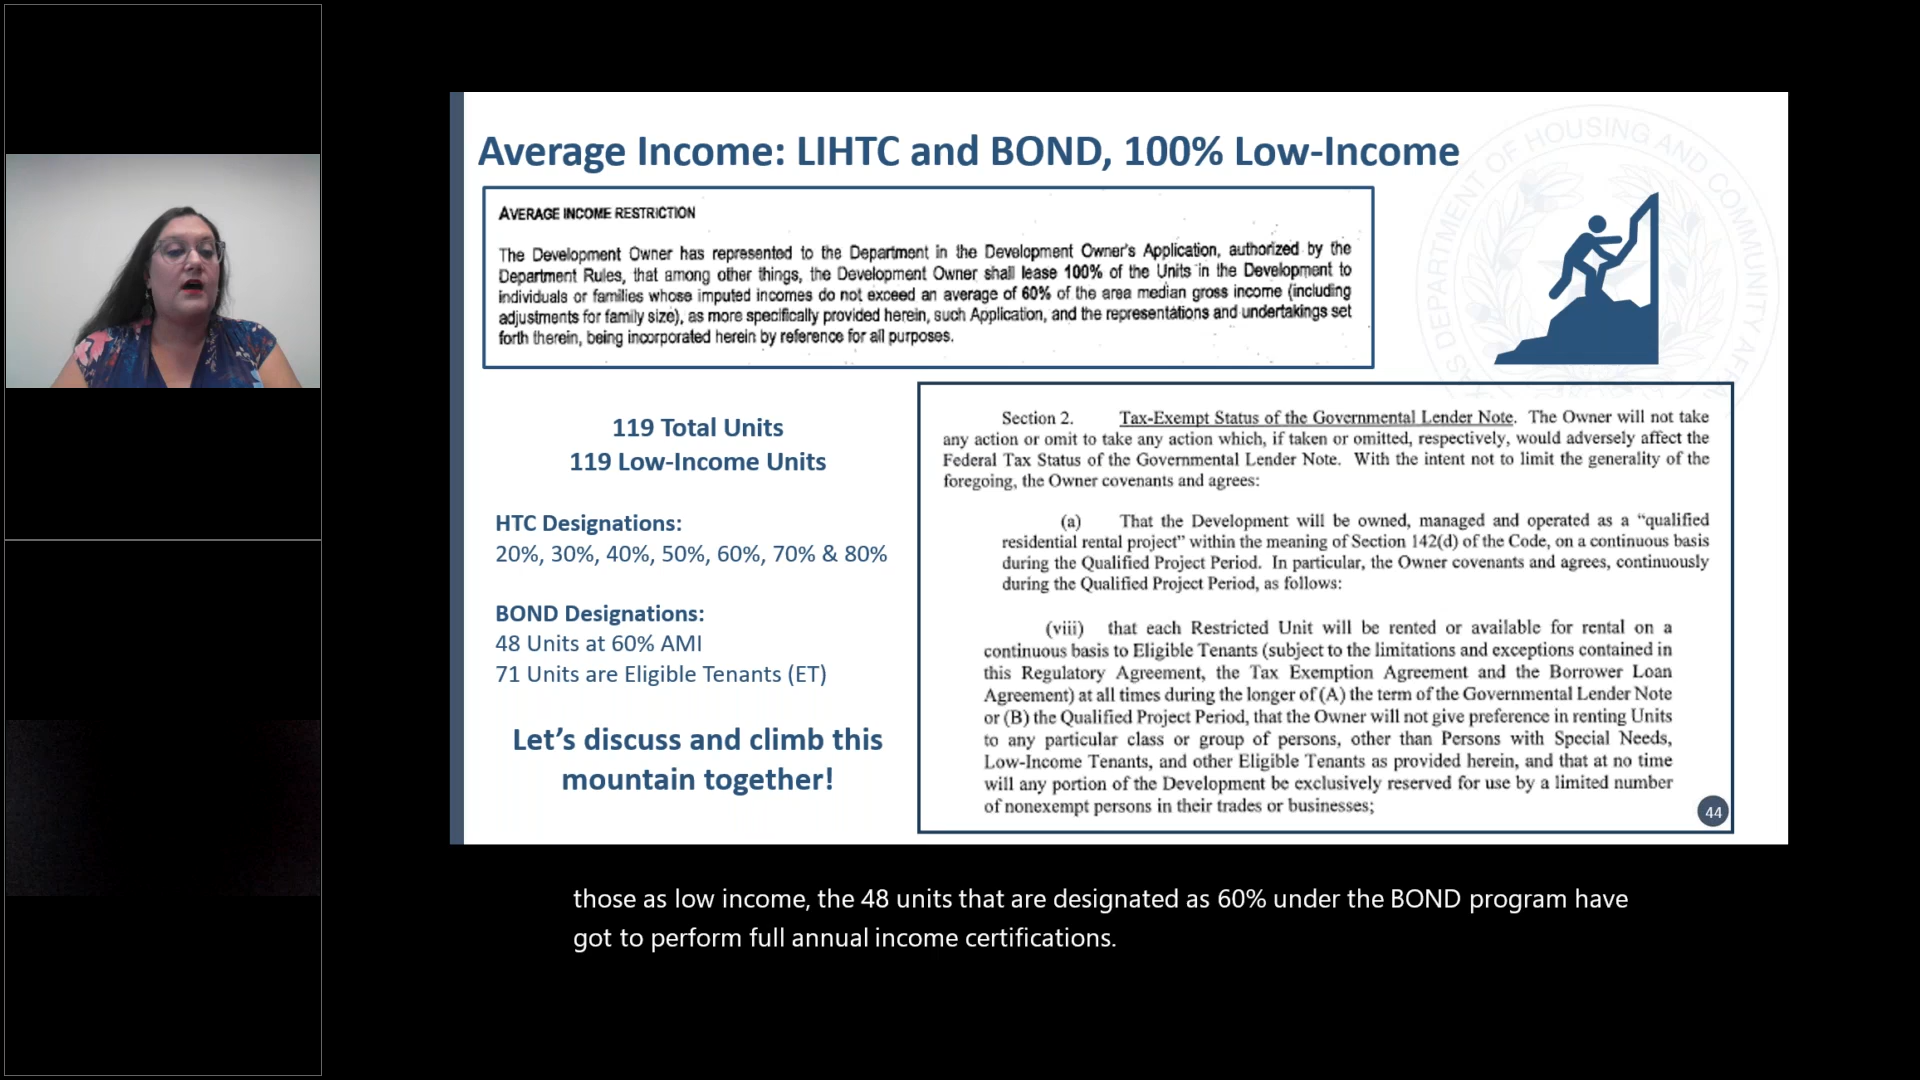 Average Income: LIHTC and BOND, 100% Low-Income
AVERAGE INCOME RESTRICTION
The Development Owner has represented to the Department in the Development Owner's Application, authorized by the
Department Rules, that among other things, the Development Owner shall lease 100% of the Units in the Development to
individuals or families whose imputed incomes do not exceed an average of 60% of the area median gross income (including
adjustments for family size), as more specifically provided herein, such Application, and the representations and undertakings set
forth therein, being incorporated herein by reference for all purposes.
119 Total Units
119 Low-Income Units
HTC Designations:
20%, 30%, 40%, 50%, 60%, 70% & 80%
BOND Designations:
48 Units at 60% AMI
71 Units are Eligible Tenants (ET)
Let's discuss and climb this
mountain together!
Section 2. Tax-Exempt Status of the Governmental Lender Note. The Owner will not take
any action or omit to take any action which, if taken or omitted, respectively, would adversely affect the
Federal Tax Status of the Governmental Lender Note. With the intent not to limit the generality of the
foregoing, the Owner covenants and agrees:
(a) That the Development will be owned, managed and operated as a "qualified
residential rental project" within the meaning of Section 142(d) of the Code, on a continuous basis
during the Qualified Project Period. In particular, the Owner covenants and agrees, continuously
during the Qualified Project Period, as follows:
(viii) that each Restricted Unit will be rented or available for rental on a
continuous basis to Eligible Tenants (subject to the limitations and exceptions contained in
this Regulatory Agreement, the Tax Exemption Agreement and the Borrower Loan
Agreement) at all times during the longer of (A) the term of the Governmental Lender Note
or (B) the Qualified Project Period, that the Owner will not give preference in renting Units
to any particular class or group of persons, other than Persons with Special Needs,
Low-Income Tenants, and other Eligible Tenants as provided herein, and that at no time
will any portion of the Development be exclusively reserved for use by a limited number
of nonexempt persons in their trades or businesses;
44
those as low income, the 48 units that are designated as 60% under the BOND program have
got to perform full annual income certifications.